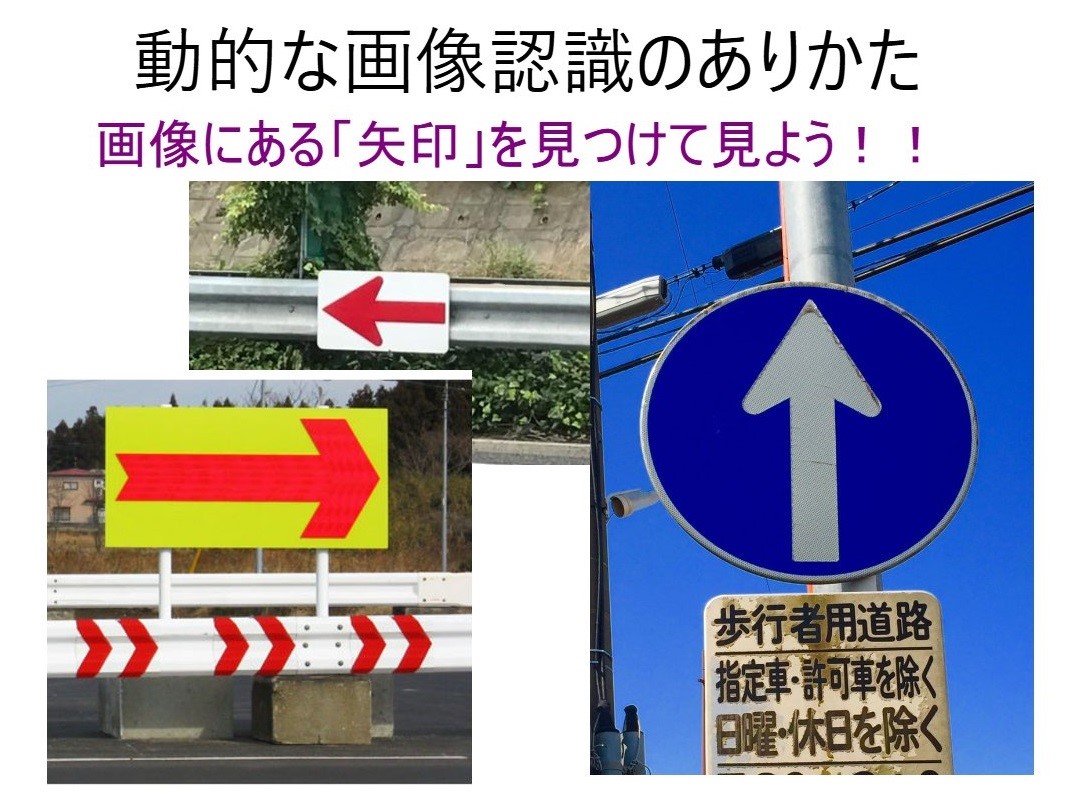 動的な画像認識のありかた
画像にある「矢印」を見つけて見よう！！
歩行者用道路
指定車・許可車を除く
日曜・休日を除く